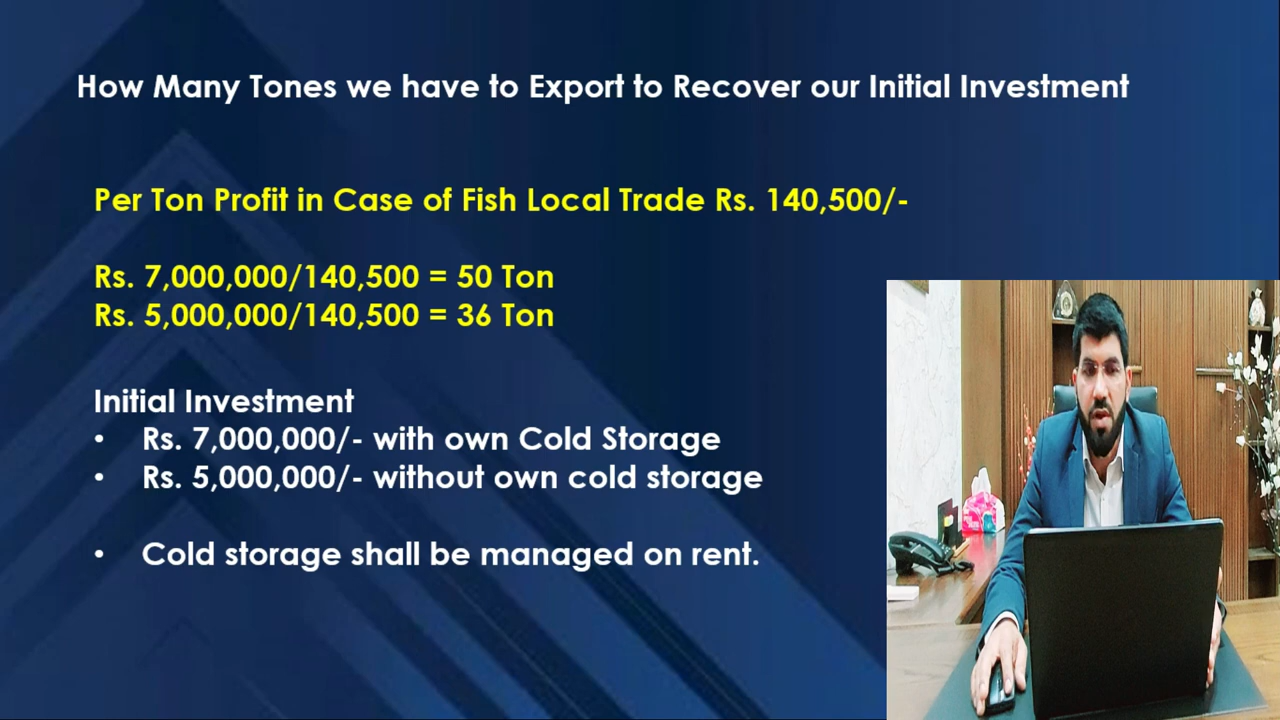 How Many Tones we have to Export to Recover our Initial Investment
Per Ton Profit in Case of Fish Local Trade Rs. 140,500/-
Rs. 7,000,000/140,500 = 50 Ton
Rs. 5,000,000/140,500 = 36 Ton
Initial Investment
• Rs. 7,000,000/- with own Cold Storage
• Rs. 5,000,000/- without own cold storage
• Cold storage shall be managed on rent.